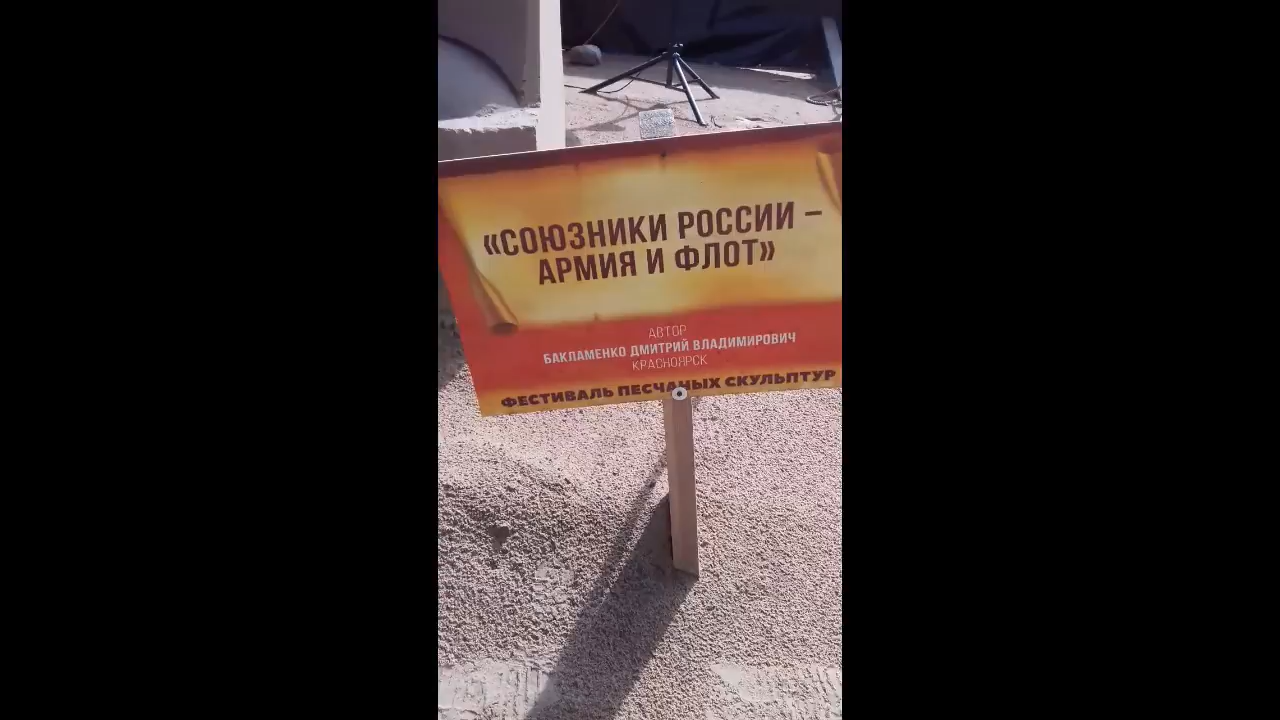 «СОЮЗНИКИ РОССИИ –
АРМИЯ И ФЛОТ»
АВТОР
БАКЛАМЕНКО ДМИТРИЙ ВЛАДИМИРОВИЧ
КРАСНОЯРСК
ФЕСТИВАЛЬ ПЕСЧАНЫХ СКУЛЬПТУР